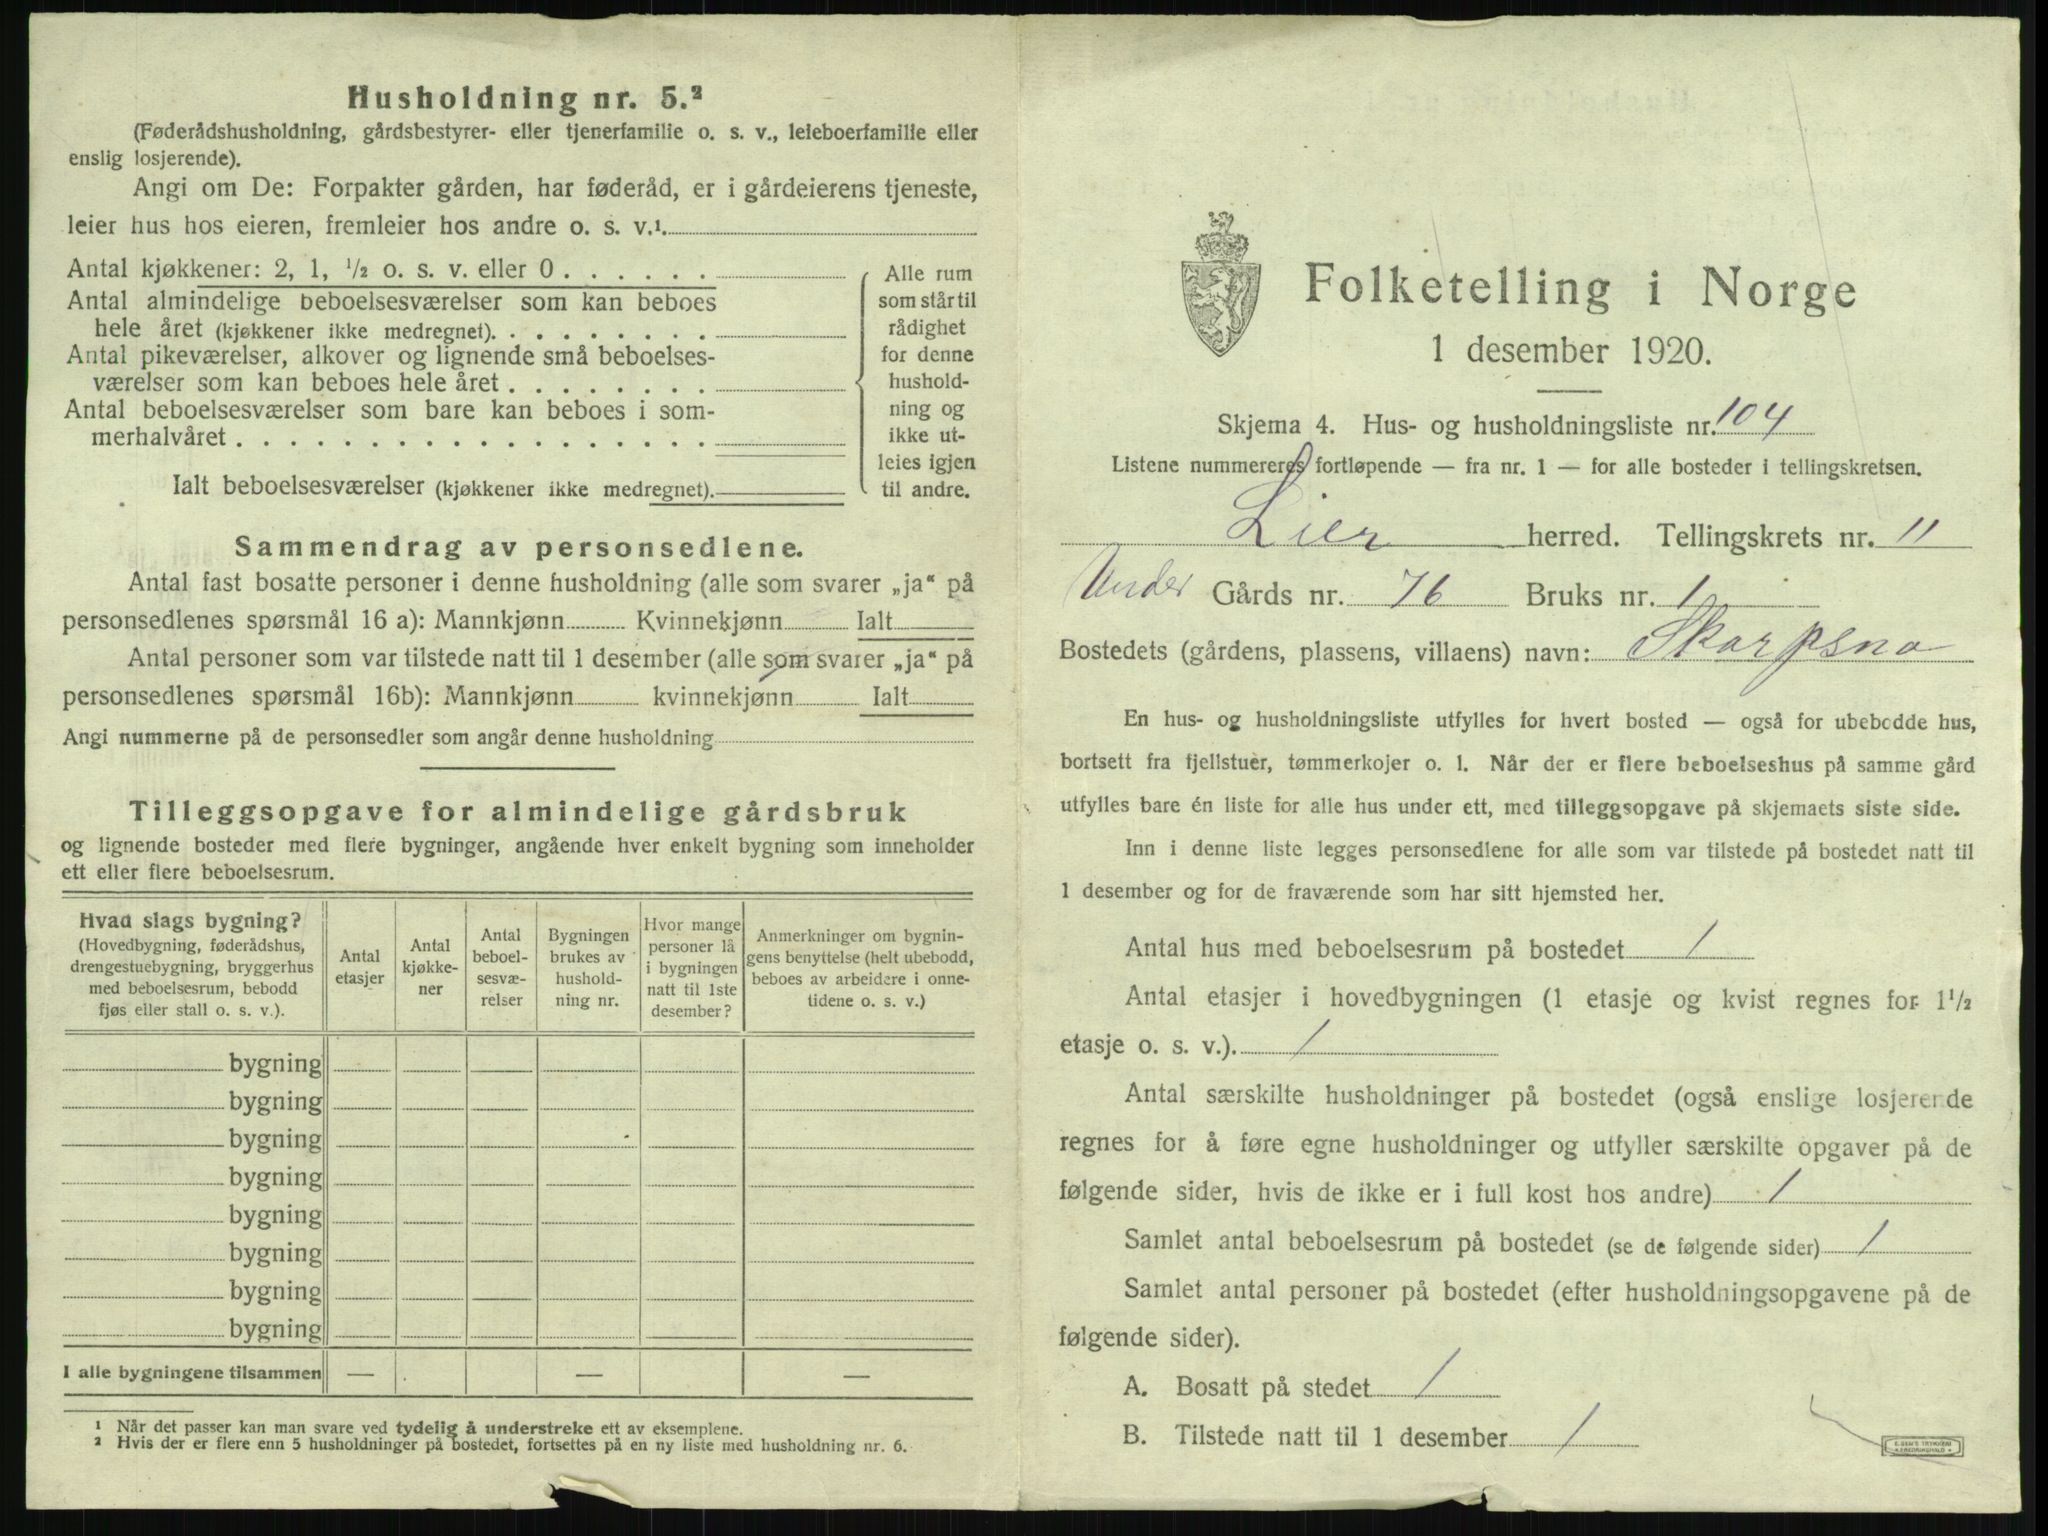 Husholdning nr. 5.²
(Føderådshusholdning, gårdsbestyrer- eller tjenerfamilie o. s. v., leieboerfamilie eller
enslig losjerende).
Angi om De: Forpakter gården, har føderåd, er i gårdeierens tjeneste,
leier hus hos eieren, fremleier hos andre o. s. v.¹
Antal kjøkkener: 2, 1, ½ o. s. v. eller 0 . . . . . .
Antal almindelige beboelsesværelser som kan beboes
hele året (kjøkkener ikke medregnet). . . . . . . . .
Antal pikeværelser, alkover og lignende små beboelses-
værelser som kan beboes hele året . . . . . . . .
Antal beboelsesværelser som bare kan beboes i som-
merhalvåret . . . . . . . . . . . . . . . . . .
Ialt beboelsesværelser (kjøkkener ikke medregnet).
Alle rum
som står til
rådighet
for denne
hushold-
ning og
ikke ut-
leies igjen
til andre.
Sammendrag av personsedlene.
Antal fast bosatte personer i denne husholdning (alle som svarer „ja“ på
personsedlenes spørsmål 16 a): Mannkjønn Kvinnekjønn Ialt
Antal personer som var tilstede natt til 1 desember (alle som svarer „ja“ på
personsedlenes spørsmål 16b): Mannkjønn kvinnekjønn Ialt
Angi nummerne på de personsedler som angår denne husholdning
Tilleggsopgave for almindelige gårdsbruk
og lignende bosteder med flere bygninger, angående hver enkelt bygning som inneholder
ett eller flere beboelsesrum.
Hvad slags bygning?
(Hovedbygning, føderådshus,
drengestuebygning, bryggerhus
med beboelsesrum, bebodd
fjøs eller stall o. s. v.).
Antal
etasjer
Antal
kjøkke-
ner
Antal
beboel-
sesvæ-
relser
Bygningen
brukes av
hushold-
ning nr.
Hvor mange
personer lå
i bygningen
natt til 1ste
desember?
Anmerkninger om bygnin-
gens benyttelse (helt ubebodd,
beboes av arbeidere i onne-
tidene o. s. v.)
bygning
bygning
bygning
bygning
bygning
bygning
bygning
bygning
I alle bygningene tilsammen — — —
¹ Når det passer kan man svare ved tydelig å understreke ett av eksemplene.
² Hvis der er flere enn 5 husholdninger på bostedet, fortsettes på en ny liste med husholdning nr. 6.
Folketelling i Norge
1 desember 1920.
Skjema 4. Hus- og husholdningsliste nr. 104
Listene nummereres fortløpende — fra nr. 1 — for alle bosteder i tellingskretsen.
Lier herred. Tellingskrets nr. 11
Under Gårds nr. 76 Bruks nr. 1
Bostedets (gårdens, plassens, villaens) navn: Skarpsno
En hus- og husholdningsliste utfylles for hvert bosted — også for ubebodde hus,
bortsett fra fjellstuer, tømmerkojer o. l. Når der er flere beboelseshus på samme gård
utfylles bare én liste for alle hus under ett, med tilleggsopgave på skjemaets siste side.
Inn i denne liste legges personsedlene for alle som var tilstede på bostedet natt til
1 desember og for de fraværende som har sitt hjemsted her.
Antal hus med beboelsesrum på bostedet 1
Antal etasjer i hovedbygningen (1 etasje og kvist regnes for 1½
etasje o. s. v.). 1
Antal særskilte husholdninger på bostedet (også enslige losjerende
regnes for å føre egne husholdninger og utfyller særskilte opgaver på de
følgende sider, hvis de ikke er i full kost hos andre) 1
Samlet antal beboelsesrum på bostedet (se de følgende sider) 1
Samlet antal personer på bostedet (efter husholdningsopgavene på de
følgende sider).
A. Bosatt på stedet 1
B. Tilstede natt til 1 desember 1